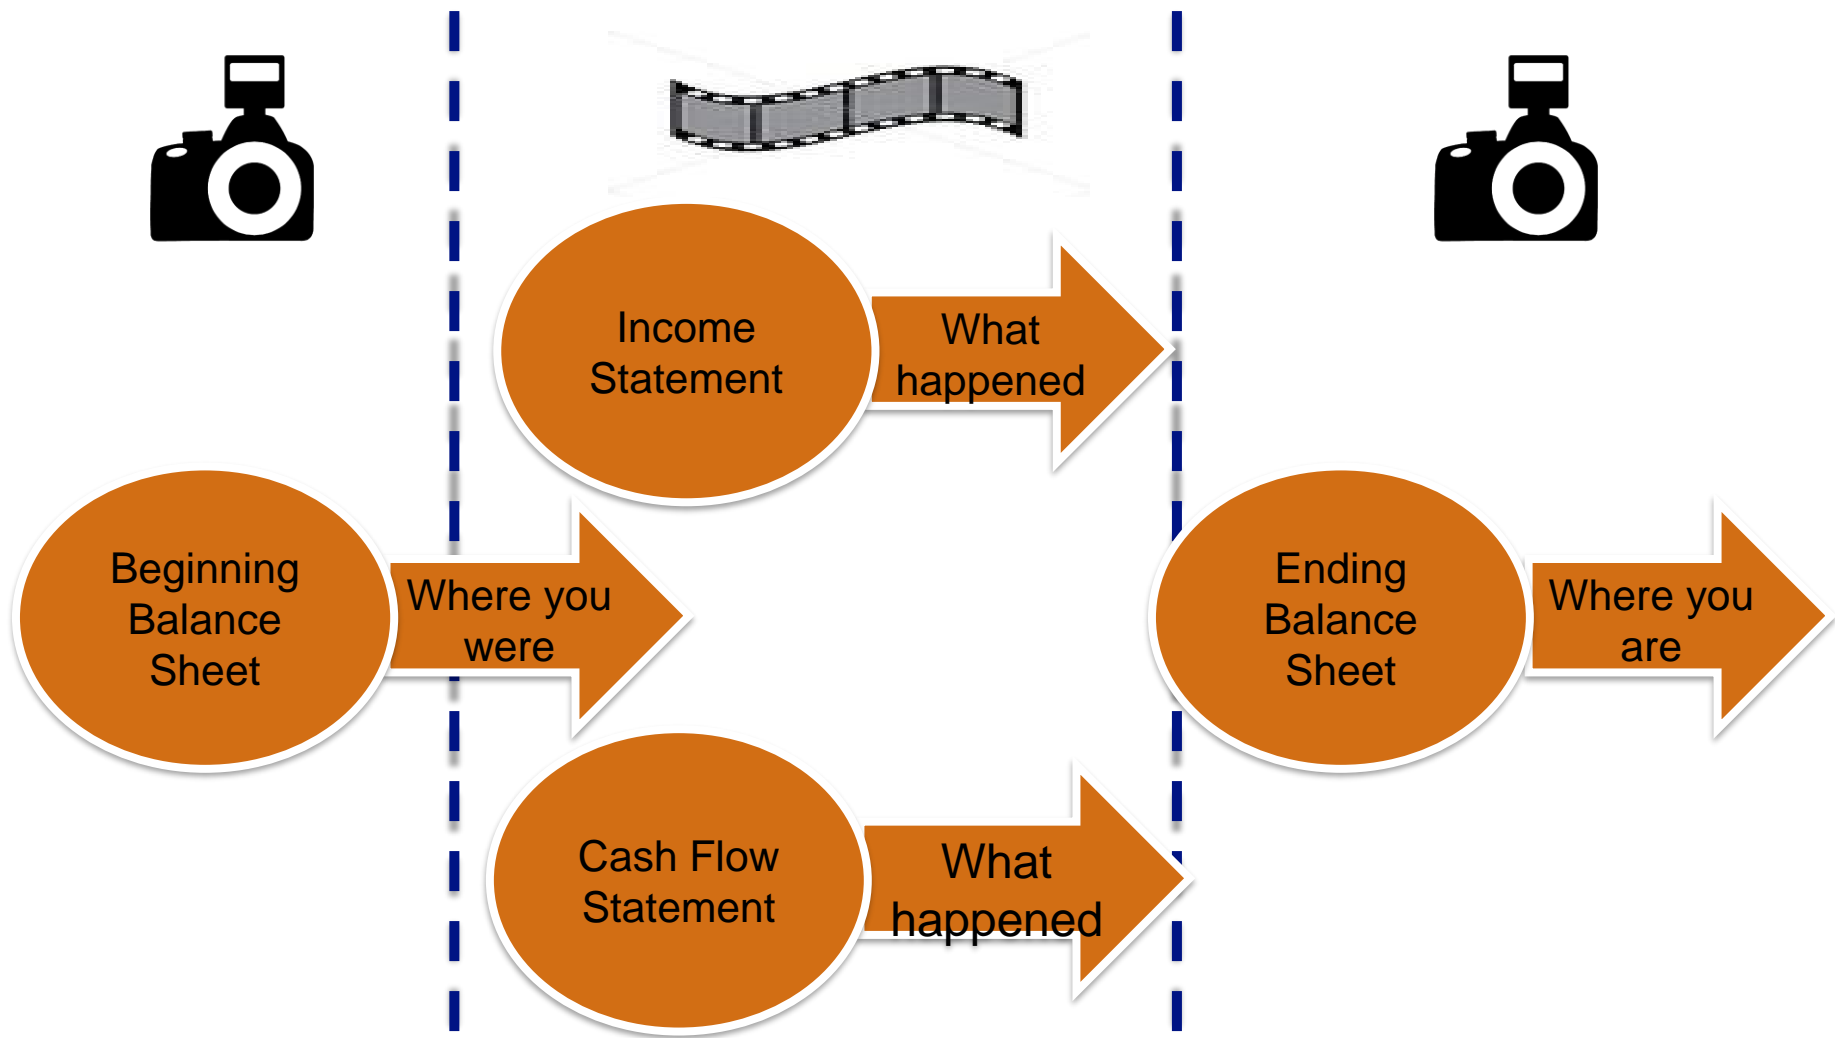 Income
Statement
What
happened
Beginning
Balance
Sheet
Where you
were
Ending
Balance
Sheet
Where you
are
Cash Flow
Statement
What
happened